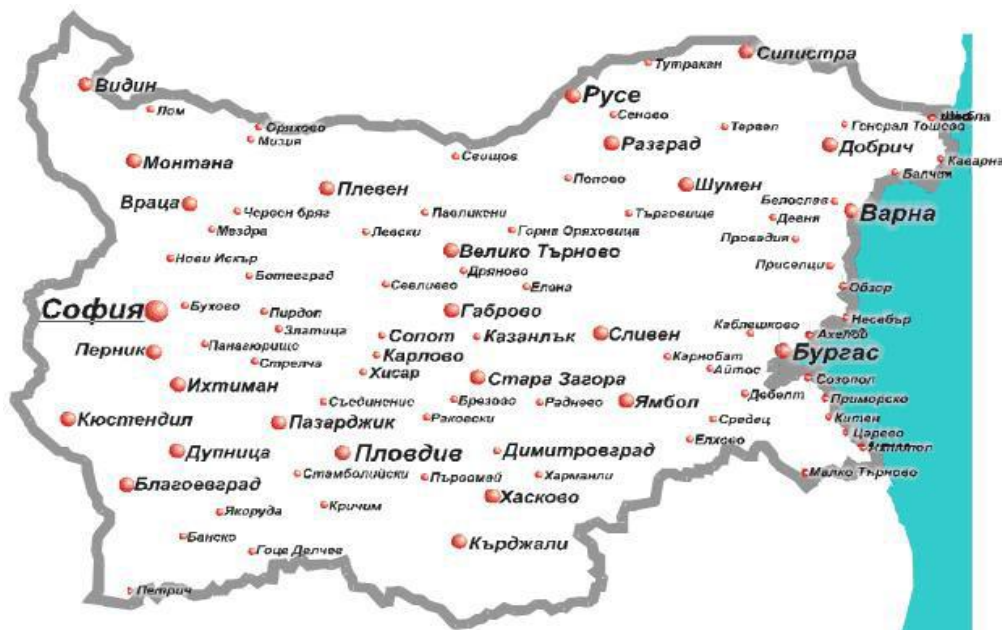 Силистра
Тутракан
Видин
Русе
Лом
Сеново
Оряхово
Тервел
Генерал Тошево
Мизия
Разград
Добрич
Свищов
Монтана
Каварна
Балчик
Попово
Плевен
Шумен
Враца
Белослав
Червен бряг
Павликени
Търговище
Девня
Варна
Мездра
Левски
Горна Оряховица
Провадия
Велико Търново
Нови Искър
Приселци
Дряново
Ботевград
Севлиево
Елена
Обзор
София
Бухово
Пирдоп
Габрово
Несебър
Златица
Сопот
Казанлък
Сливен
Каблешково
Ахелой
Перник
Панагюрище
Карлово
Карнобат
Бургас
Стрелча
Хисар
Айтос
Стара Загора
Созопол
Ихтиман
Съединение
Брезово
Раднево
Ямбол
Дебелт
Приморско
Кюстендил
Пазарджик
Раковски
Средец
Китен
Царево
Елхово
Дупница
Пловдив
Димитровград
Малко Търново
Стамболийски
Първомай
Харманли
Благоевград
Хасково
Кричим
Якоруда
Банско
Кърджали
Гоце Делчев
Петрич